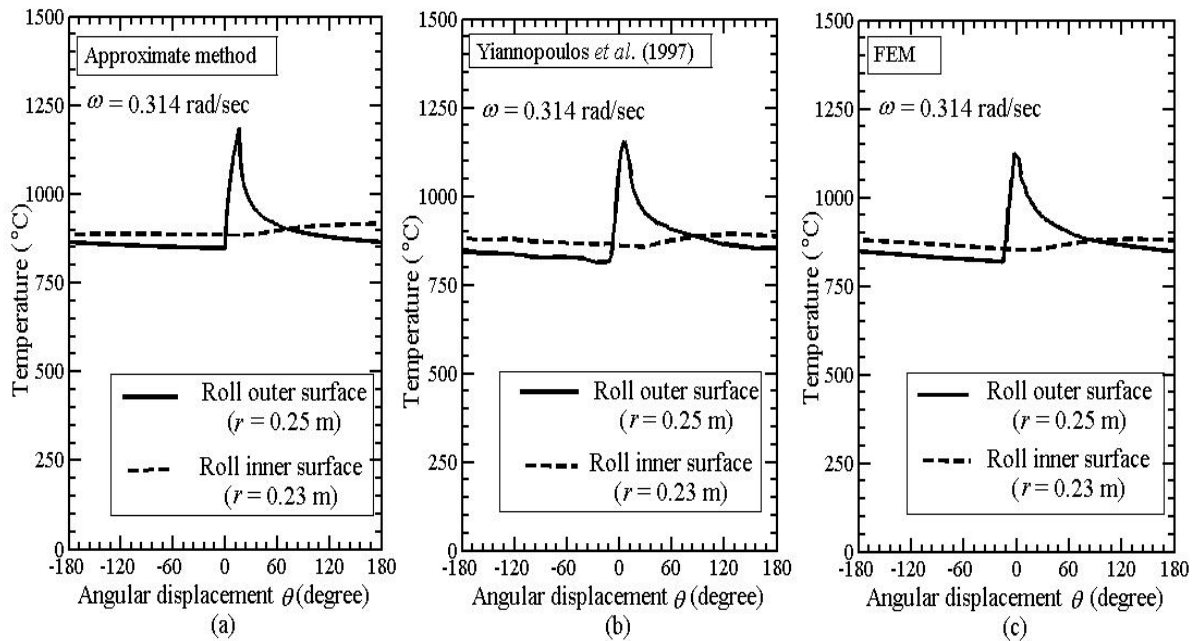 Temperature ( °C)
1500
1250
1000
750
500
250
0
Approximate method
ω = 0.314 rad/sec
Roll outer surface
(r = 0.25 m)
Roll inner surface
(r = 0.23 m)
-180 -120 -60 0 60 120 180
Angular displacement θ (degree)
(a)
Temperature ( °C)
1500
1250
1000
750
500
250
0
Yiannopoulos et al. (1997)
ω = 0.314 rad/sec
Roll outer surface
(r = 0.25 m)
Roll inner surface
(r = 0.23 m)
-180 -120 -60 0 60 120 180
Angular displacement θ (degree)
(b)
Temperature ( °C)
1500
1250
1000
750
500
250
0
FEM
ω = 0.314 rad/sec
Roll outer surface
(r = 0.25 m)
Roll inner surface
(r = 0.23 m)
-180 -120 -60 0 60 120 180
Angular displacement θ (degree)
(c)